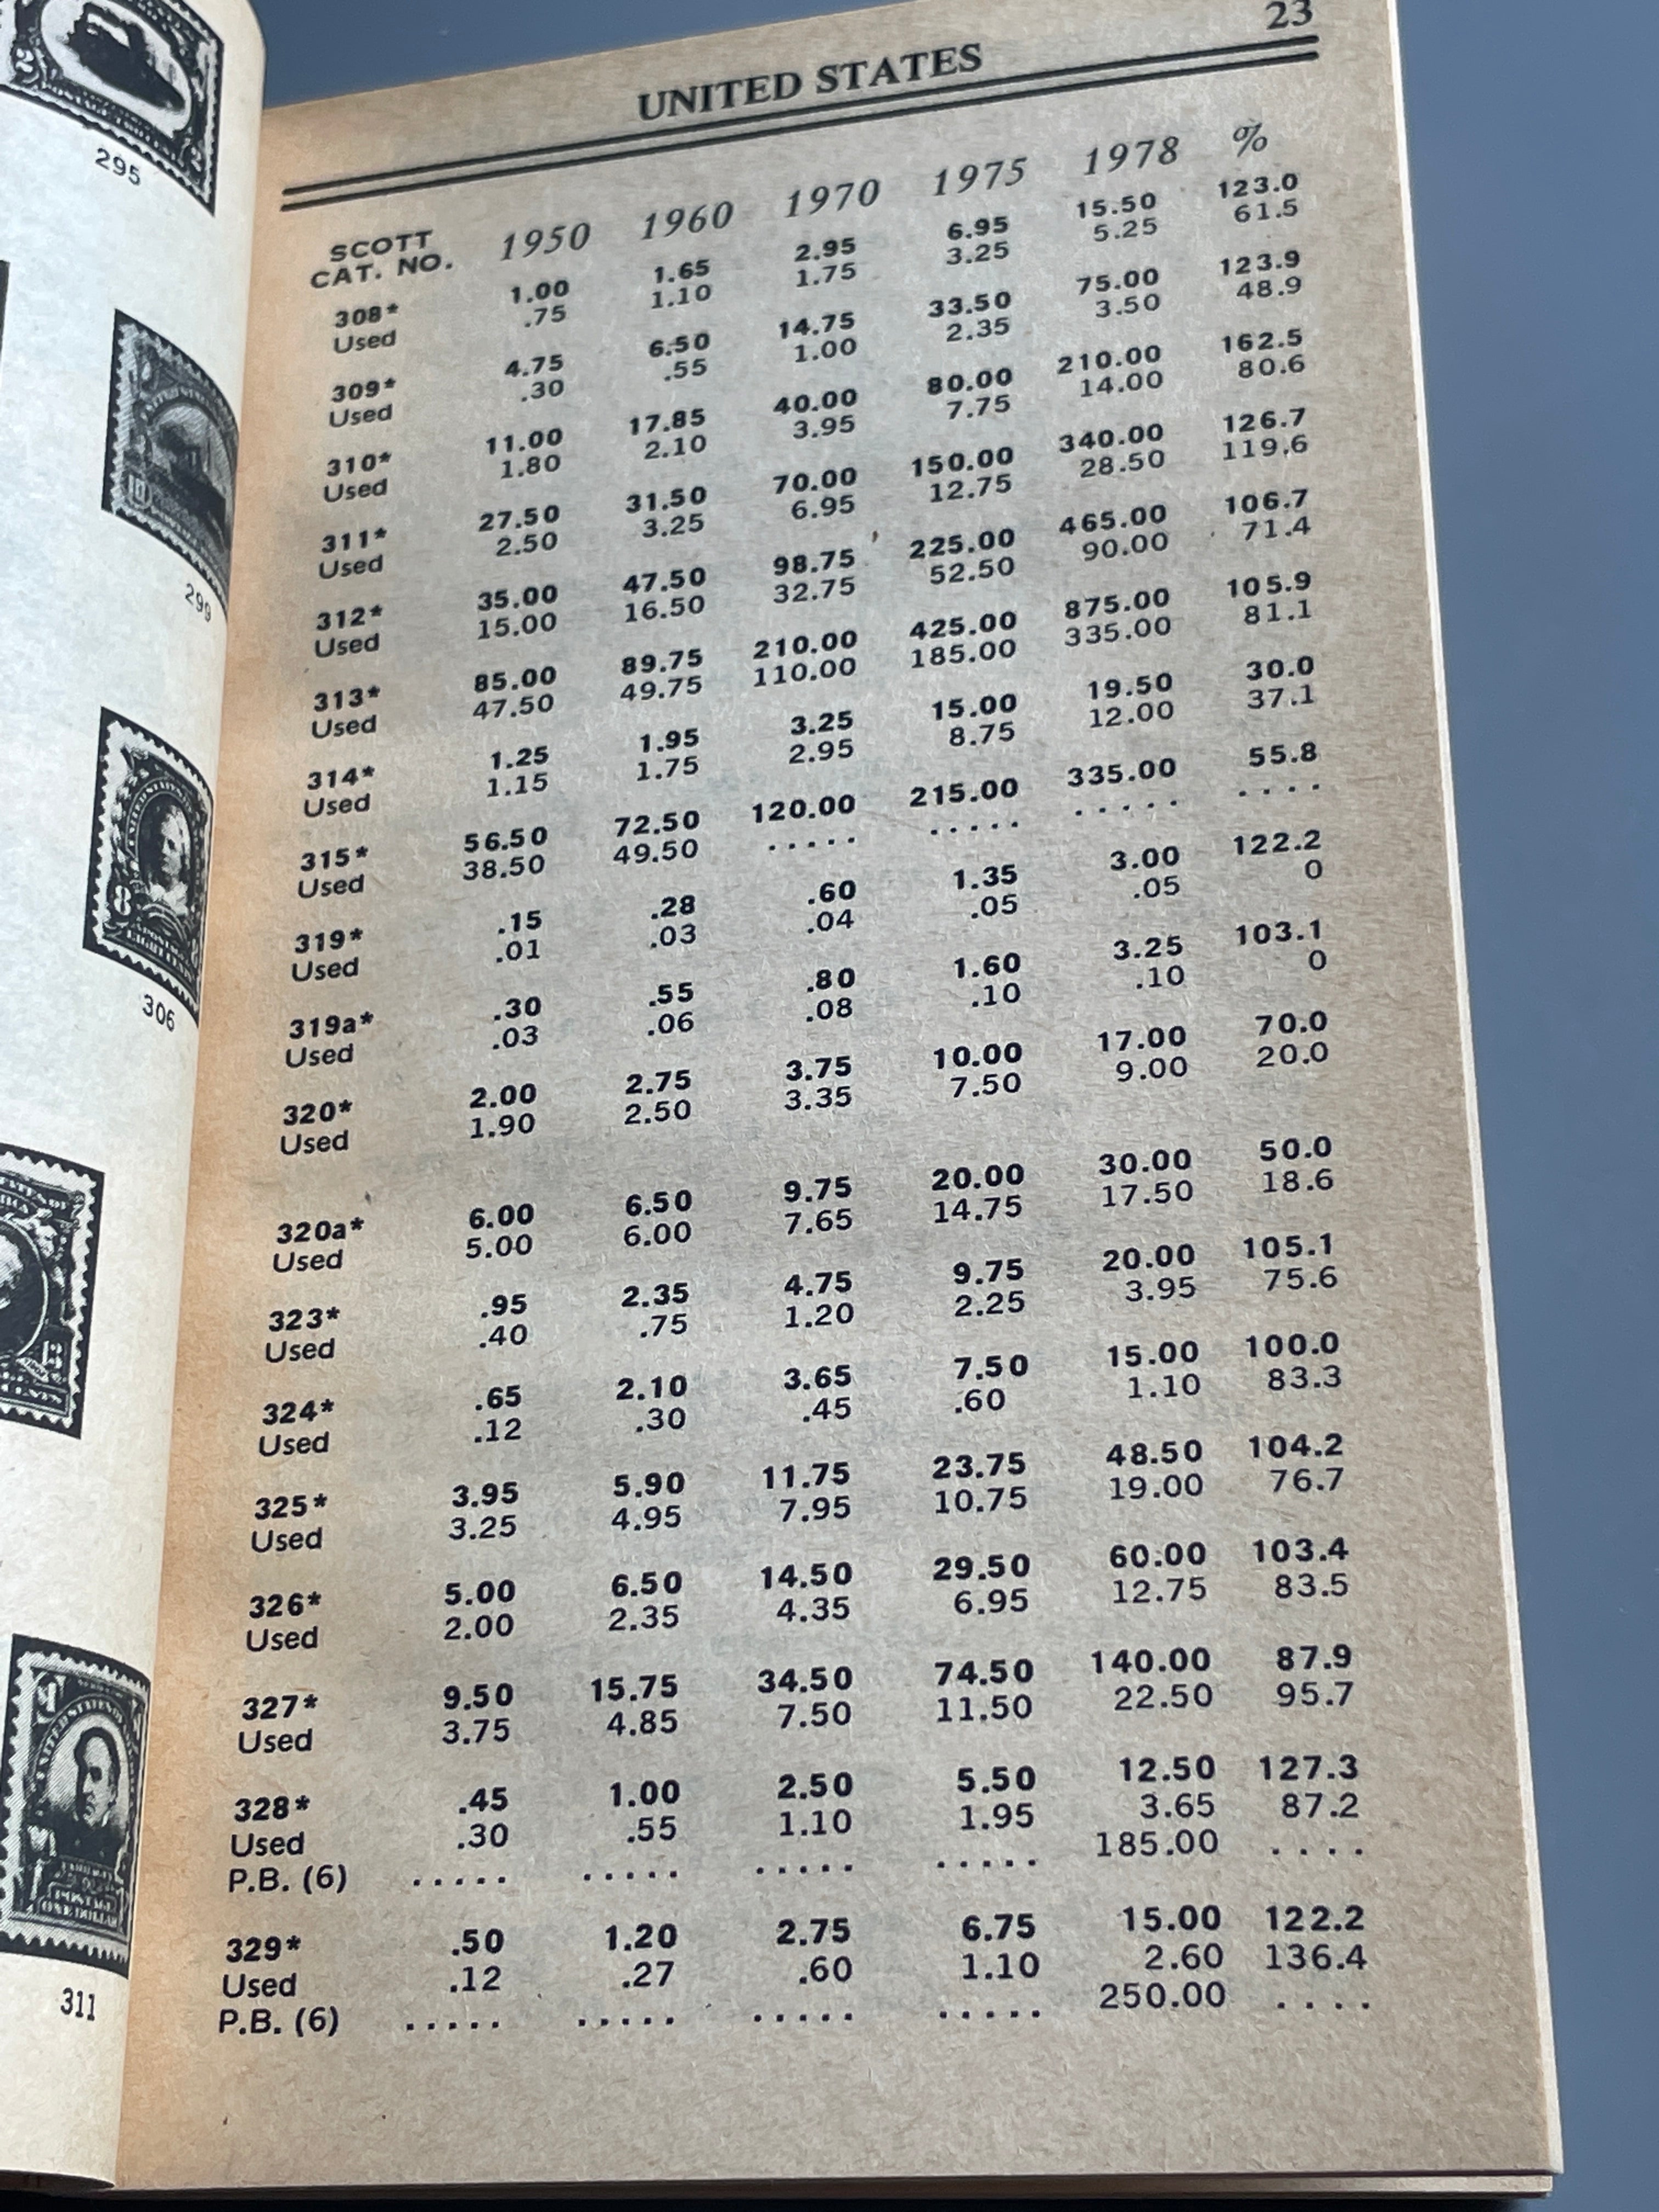 295
299
306
311
23
UNITED STATES
SCOTT
CAT. NO. 1950 1960 1970 1975 1978 %
308* 1.00 1.65 2.95 6.95 15.50 123.0
Used .75 1.10 1.75 3.25 5.25 61.5
309* 4.75 6.50 14.75 33.50 75.00 123.9
Used .30 .55 1.00 2.35 3.50 48.9
310* 11.00 17.85 40.00 80.00 210.00 162.5
Used 1.80 2.10 3.95 7.75 14.00 80.6
311* 27.50 31.50 70.00 150.00 340.00 126.7
Used 2.50 3.25 6.95 12.75 28.50 119.6
312* 35.00 47.50 98.75 225.00 465.00 106.7
Used 15.00 16.50 32.75 52.50 90.00 71.4
313* 85.00 89.75 210.00 425.00 875.00 105.9
Used 47.50 49.75 110.00 185.00 335.00 81.1
314* 1.25 1.95 3.25 15.00 19.50 30.0
Used 1.15 1.75 2.95 8.75 12.00 37.1
315* 56.50 72.50 120.00 215.00 335.00 55.8
Used 38.50 49.50 ..... ..... ..... ....
319* .15 .28 .60 1.35 3.00 122.2
Used .01 .03 .04 .05 .05 0
319a* .30 .55 .80 1.60 3.25 103.1
Used .03 .06 .08 .10 .10 0
320* 2.00 2.75 3.75 10.00 17.00 70.0
Used 1.90 2.50 3.35 7.50 9.00 20.0
320a* 6.00 6.50 9.75 20.00 30.00 50.0
Used 5.00 6.00 7.65 14.75 17.50 18.6
323* .95 2.35 4.75 9.75 20.00 105.1
Used .40 .75 1.20 2.25 3.95 75.6
324* .65 2.10 3.65 7.50 15.00 100.0
Used .12 .30 .45 .60 1.10 83.3
325* 3.95 5.90 11.75 23.75 48.50 104.2
Used 3.25 4.95 7.95 10.75 19.00 76.7
326* 5.00 6.50 14.50 29.50 60.00 103.4
Used 2.00 2.35 4.35 6.95 12.75 83.5
327* 9.50 15.75 34.50 74.50 140.00 87.9
Used 3.75 4.85 7.50 11.50 22.50 95.7
328* .45 1.00 2.50 5.50 12.50 127.3
Used .30 .55 1.10 1.95 3.65 87.2
P.B. (6) ..... ..... ..... ..... 185.00 ....
329* .50 1.20 2.75 6.75 15.00 122.2
Used .12 .27 .60 1.10 2.60 136.4
P.B. (6) ..... ..... ..... ..... 250.00 ....